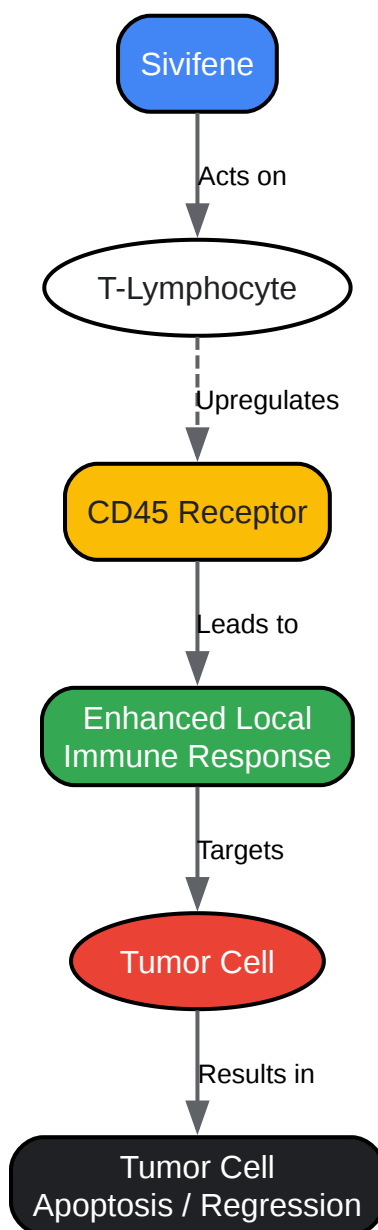 Sivifene
Acts on
T-Lymphocyte
Upregulates
CD45 Receptor
Leads to
Enhanced Local
Immune Response
Targets
Tumor Cell
Results in
Tumor Cell
Apoptosis / Regression